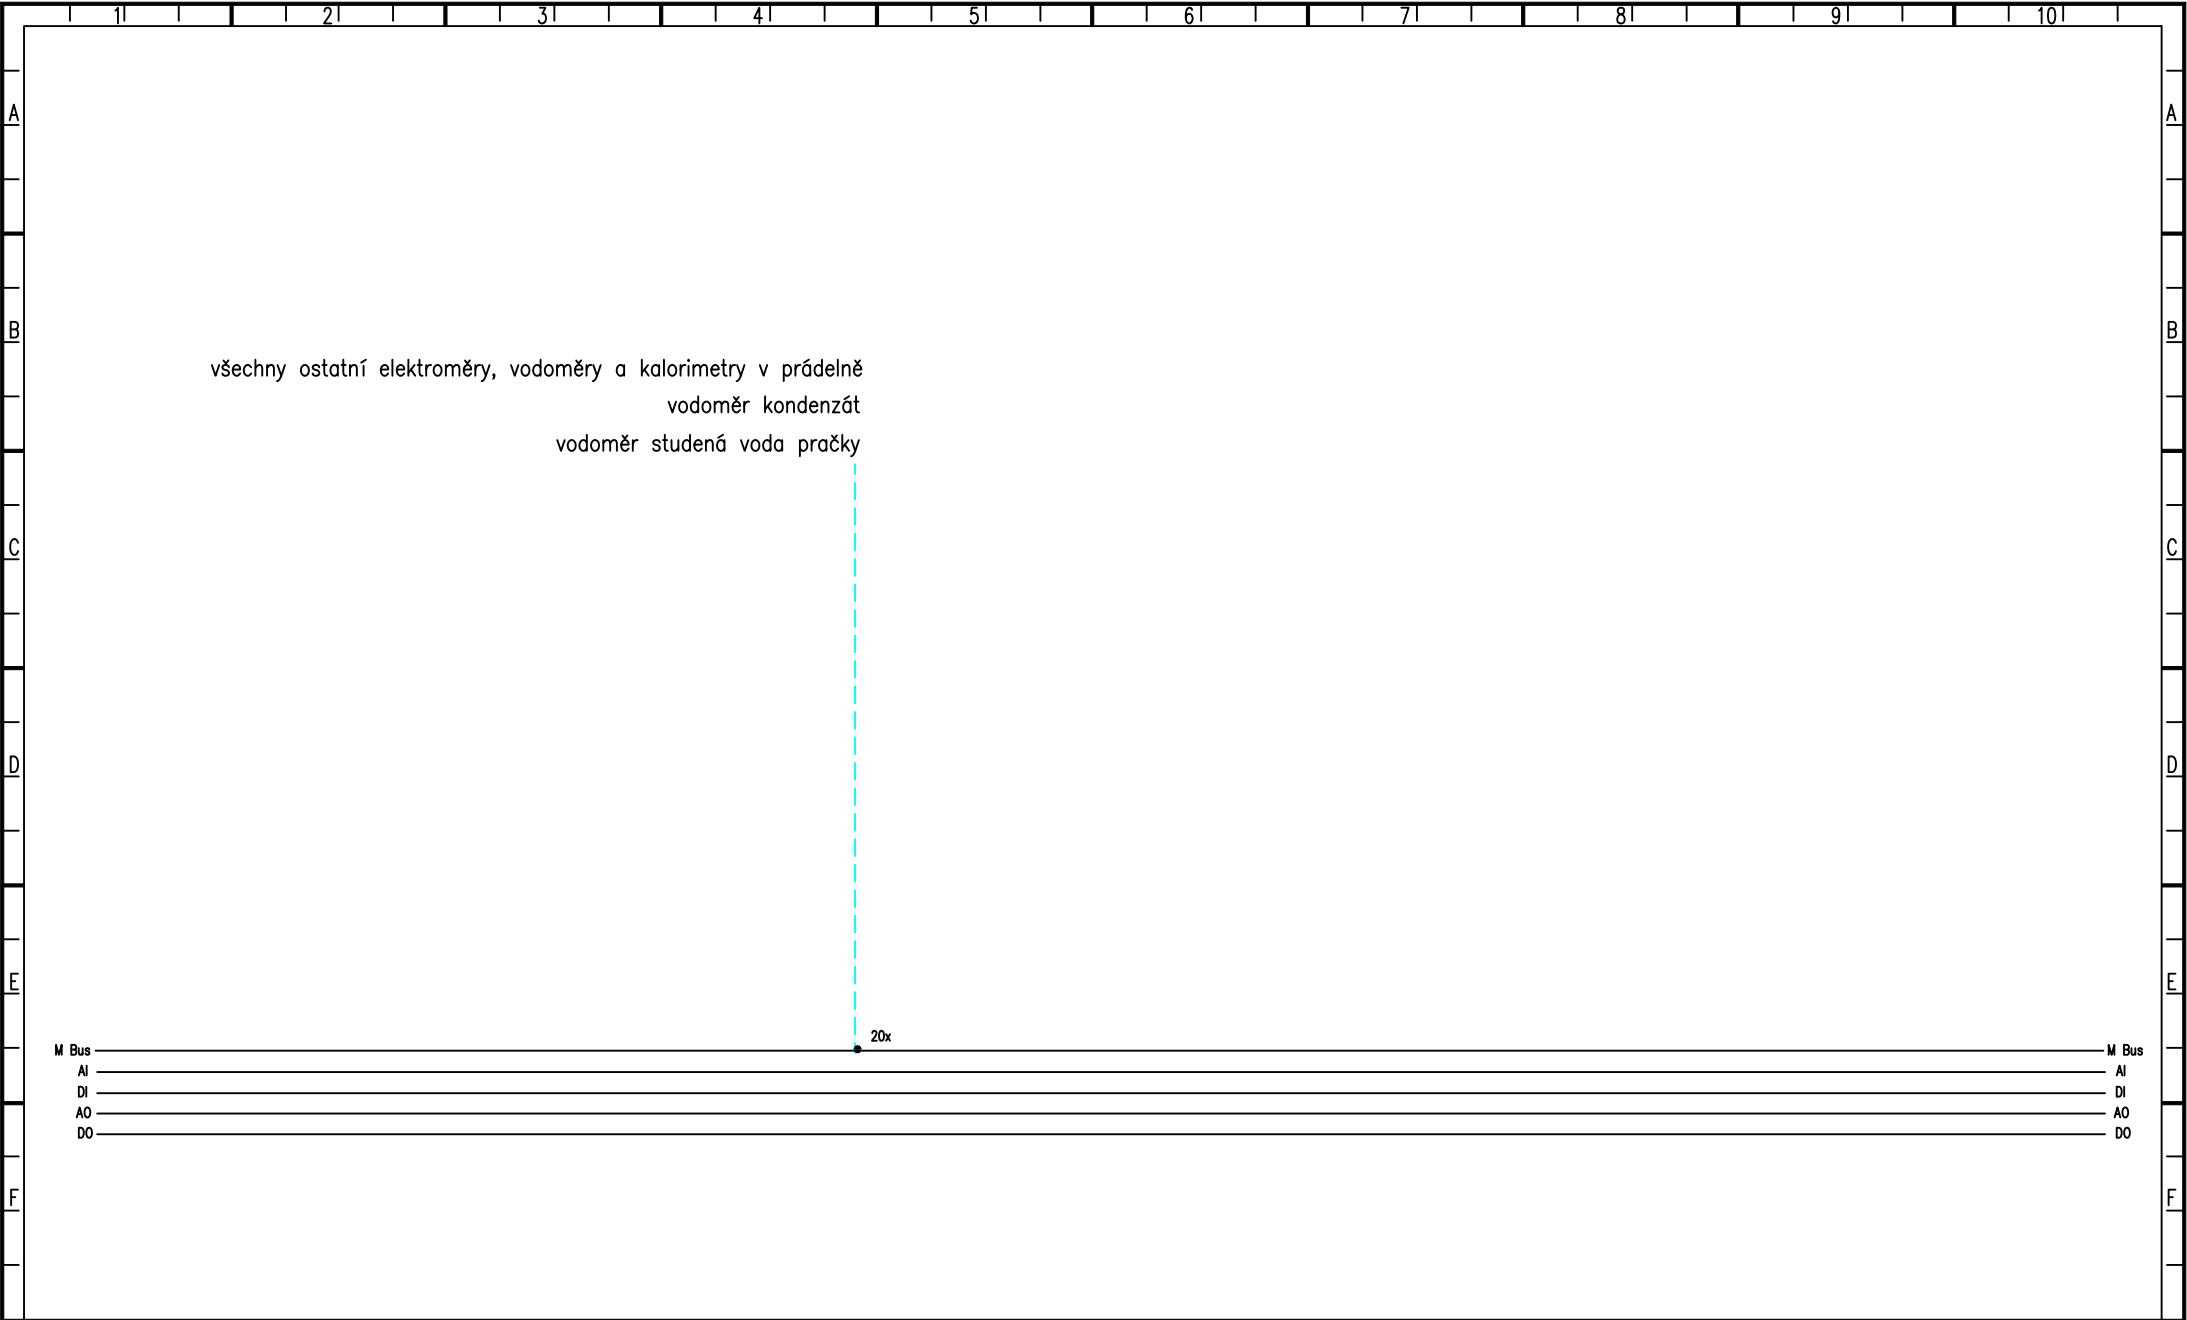 1 2 3 4 5 6 7 8 9 10
A A
B B
všechny ostatní elektroměry, vodoměry a kalorimetry v prádelně
vodoměr kondenzát
vodoměr studená voda pračky
C C
D D
E E
20x
M Bus M Bus
AI AI
DI DI
AO AO
DO DO
F F